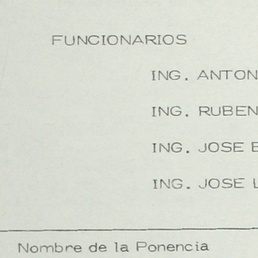 FUNCIONARIOS
ING. ANTON
ING. RUBEN
ING. JOSE
ING. JOSE
Nombre de la Ponencia